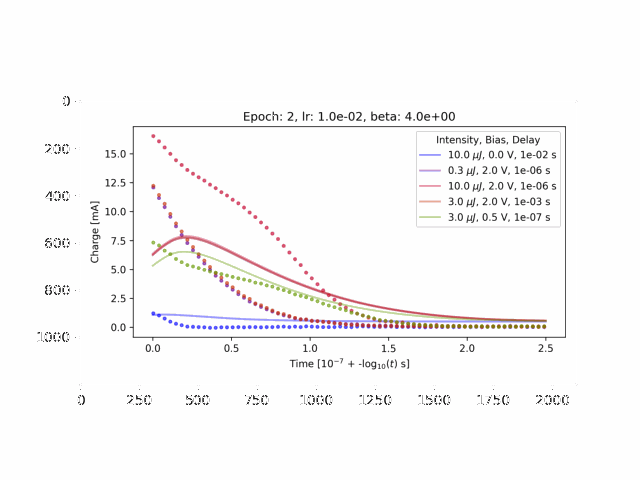 Epoch: 2, lr: 1.0e-02, beta: 4.0e+00
Intensity, Bias, Delay
10.0 μJ, 0.0 V, 1e-02 s
0.3 μJ, 2.0 V, 1e-06 s
10.0 μJ, 2.0 V, 1e-06 s
3.0 μJ, 2.0 V, 1e-03 s
3.0 μJ, 0.5 V, 1e-07 s
Charge [mA]
15.0
12.5
10.0
7.5
5.0
2.5
0.0
0.0 0.5 1.0 1.5 2.0 2.5
Time [10⁻⁷ + -log₁₀(t) s]
0
200
400
600
800
1000
0 250 500 750 1000 1250 1500 1750 2000